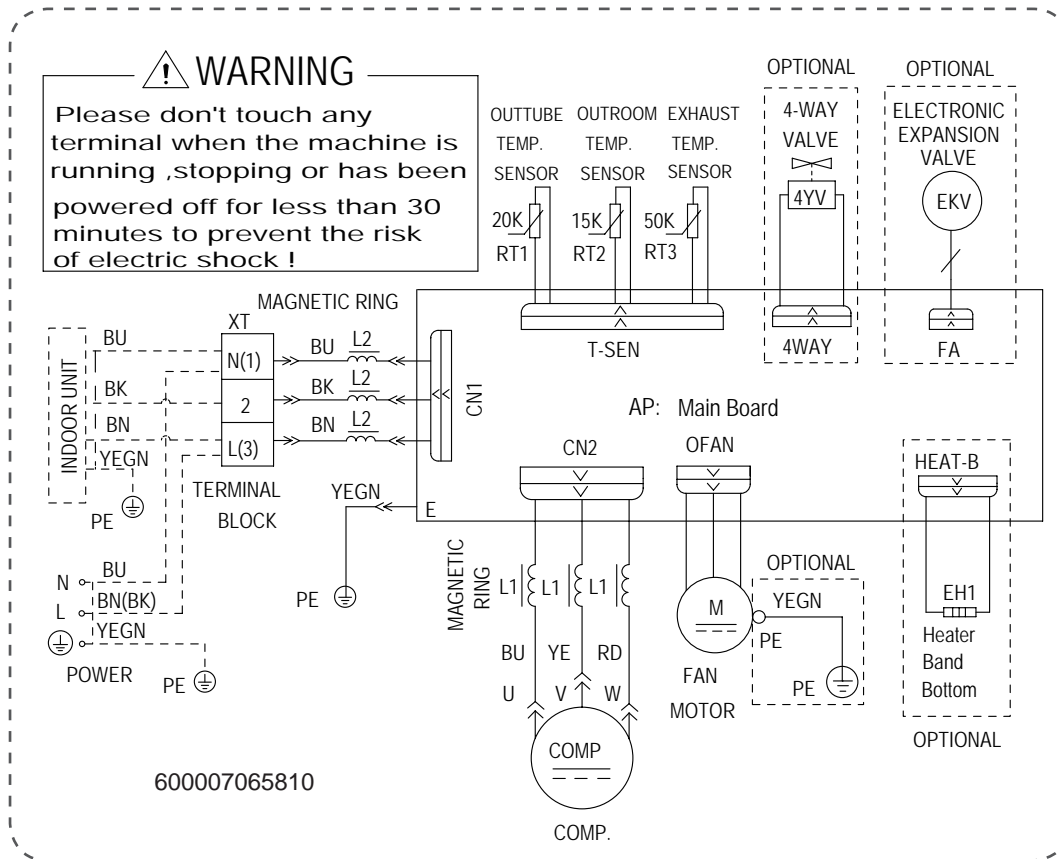 WARNING
Please don't touch any
terminal when the machine is
running ,stopping or has been
powered off for less than 30
minutes to prevent the risk
of electric shock !
OUTTUBE
TEMP.
SENSOR
20K
RT1
OUTROOM
TEMP.
SENSOR
15K
RT2
EXHAUST
TEMP.
SENSOR
50K
RT3
T-SEN
OPTIONAL
4-WAY
VALVE
4YV
4WAY
OPTIONAL
ELECTRONIC
EXPANSION
VALVE
EKV
FA
MAGNETIC RING
XT
INDOOR UNIT
BU
BK
BN
YEGN
PE
N(1)
2
L(3)
TERMINAL
BLOCK
BU
L2
BK
L2
BN
L2
CN1
AP: Main Board
YEGN
E
PE
N
BU
L
BN(BK)
YEGN
POWER
PE
CN2
MAGNETIC
RING
L1
L1
L1
BU
YE
RD
U
V
W
COMP
COMP.
OFAN
M
FAN
MOTOR
OPTIONAL
YEGN
PE
PE
HEAT-B
EH1
Heater
Band
Bottom
OPTIONAL
600007065810